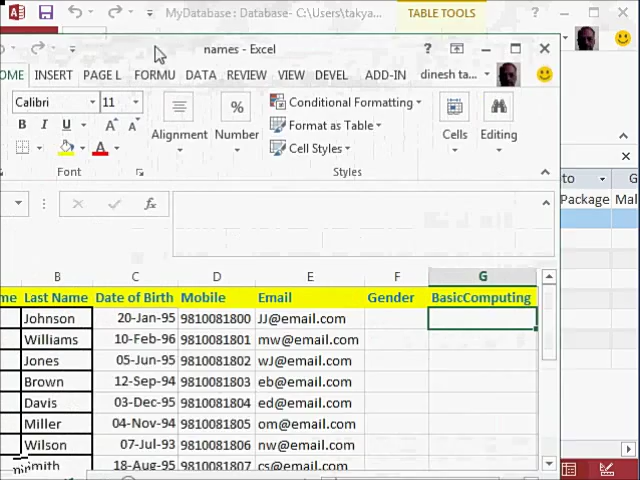 MyDatabase : Database- C:\Users\takya
TABLE TOOLS
names - Excel
OME INSERT PAGE L FORMU DATA REVIEW VIEW DEVEL ADD-IN dinesh ta...
Calibri 11
B I U A A
A
Font
Alignment
%
Number
Conditional Formatting
Format as Table
Cell Styles
Styles
Cells
Editing
fx
B C D E F G
me Last Name Date of Birth Mobile Email Gender BasicComputing
Johnson 20-Jan-95 9810081800 JJ@email.com
Williams 10-Feb-96 9810081801 mw@email.com
Jones 05-Jun-95 9810081802 wJ@email.com
Brown 12-Sep-94 9810081803 eb@email.com
Davis 03-Dec-95 9810081804 ed@email.com
Miller 04-Nov-94 9810081805 om@email.com
Wilson 07-Jul-93 9810081806 nw@email.com
Smith 18-Aug-95 9810081807 cs@email.com
to G
Package Mal